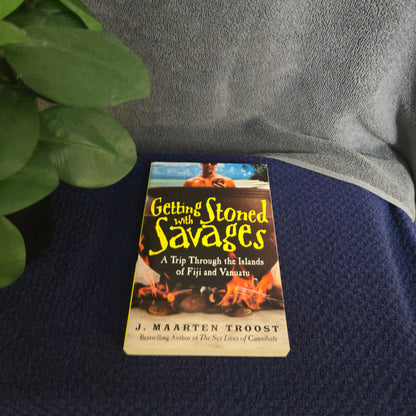 Getting Stoned
with
Savages
A Trip Through the Islands
of Fiji and Vanuatu
J. MAARTEN TROOST
Bestselling Author of The Sex Lives of Cannibals